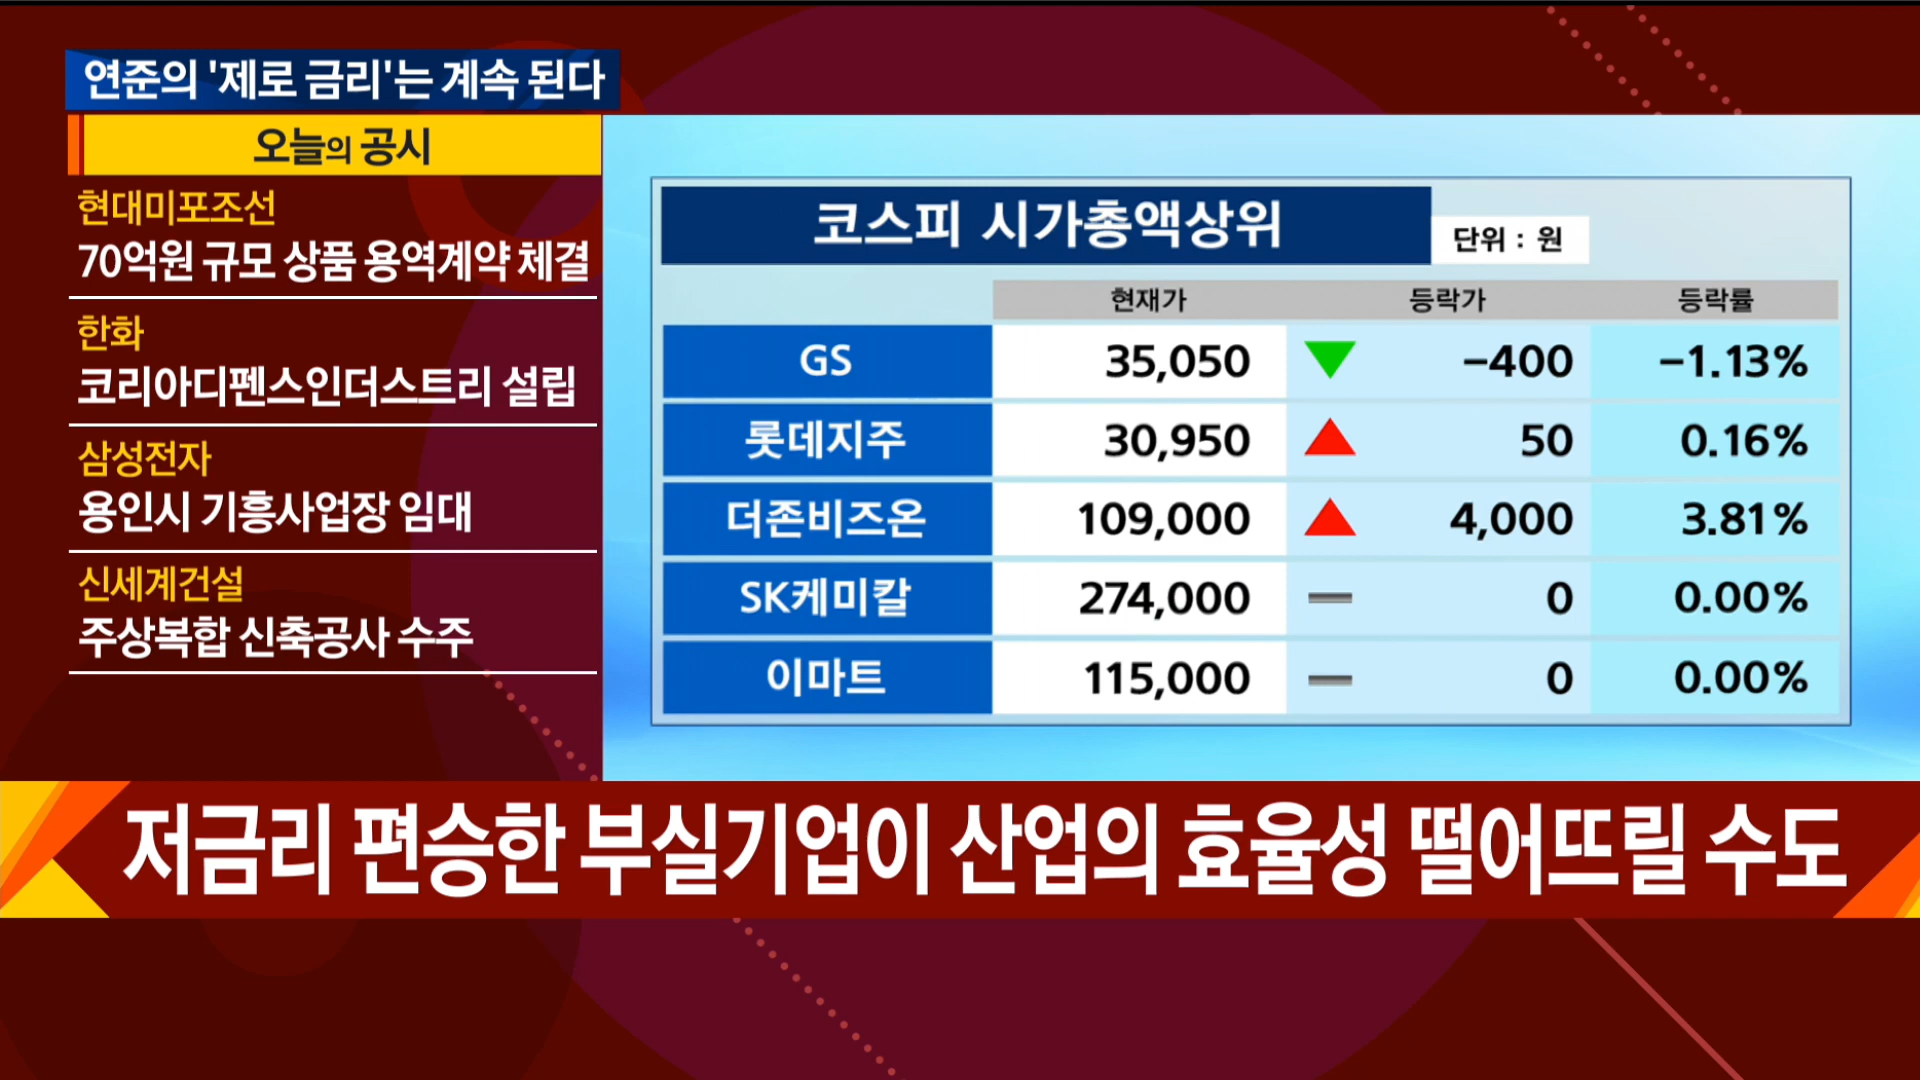 연준의 '제로 금리'는 계속 된다
오늘의 공시
현대미포조선
70억원 규모 상품 용역계약 체결
한화
코리아디펜스인더스트리 설립
삼성전자
용인시 기흥사업장 임대
신세계건설
주상복합 신축공사 수주
코스피 시가총액상위
단위 : 원
현재가 등락가 등락률
GS 35,050 ▼ -400 -1.13%
롯데지주 30,950 ▲ 50 0.16%
더존비즈온 109,000 ▲ 4,000 3.81%
SK케미칼 274,000 0 0.00%
이마트 115,000 0 0.00%
저금리 편승한 부실기업이 산업의 효율성 떨어뜨릴 수도